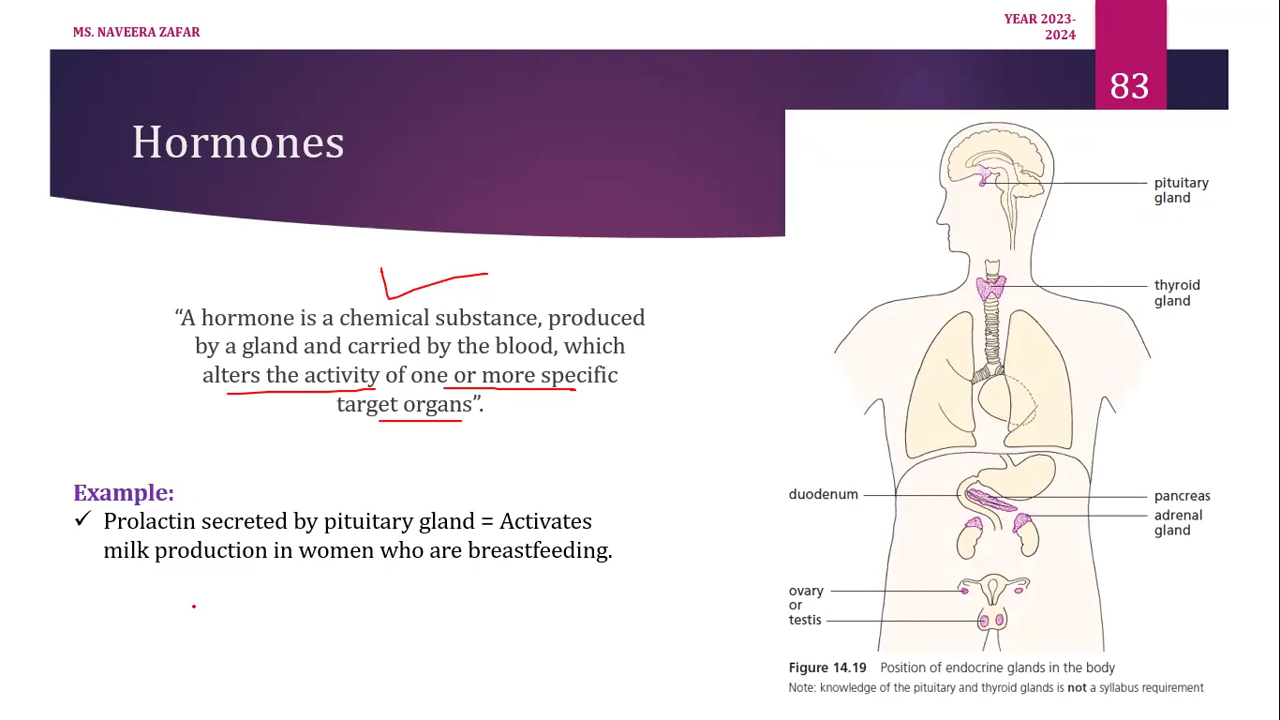 MS. NAVEERA ZAFAR
YEAR 2023-
2024
83
Hormones
“A hormone is a chemical substance, produced
by a gland and carried by the blood, which
alters the activity of one or more specific
target organs”.
Example:
✓ Prolactin secreted by pituitary gland = Activates
milk production in women who are breastfeeding.
pituitary
gland
thyroid
gland
duodenum
pancreas
adrenal
gland
ovary
or
testis
Figure 14.19 Position of endocrine glands in the body
Note: knowledge of the pituitary and thyroid glands is not a syllabus requirement